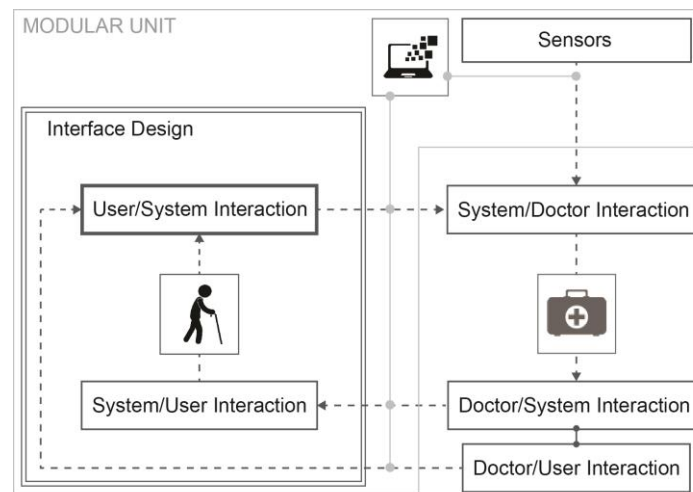 MODULAR UNIT
Sensors
Interface Design
User/System Interaction
System/Doctor Interaction
System/User Interaction
Doctor/System Interaction
Doctor/User Interaction